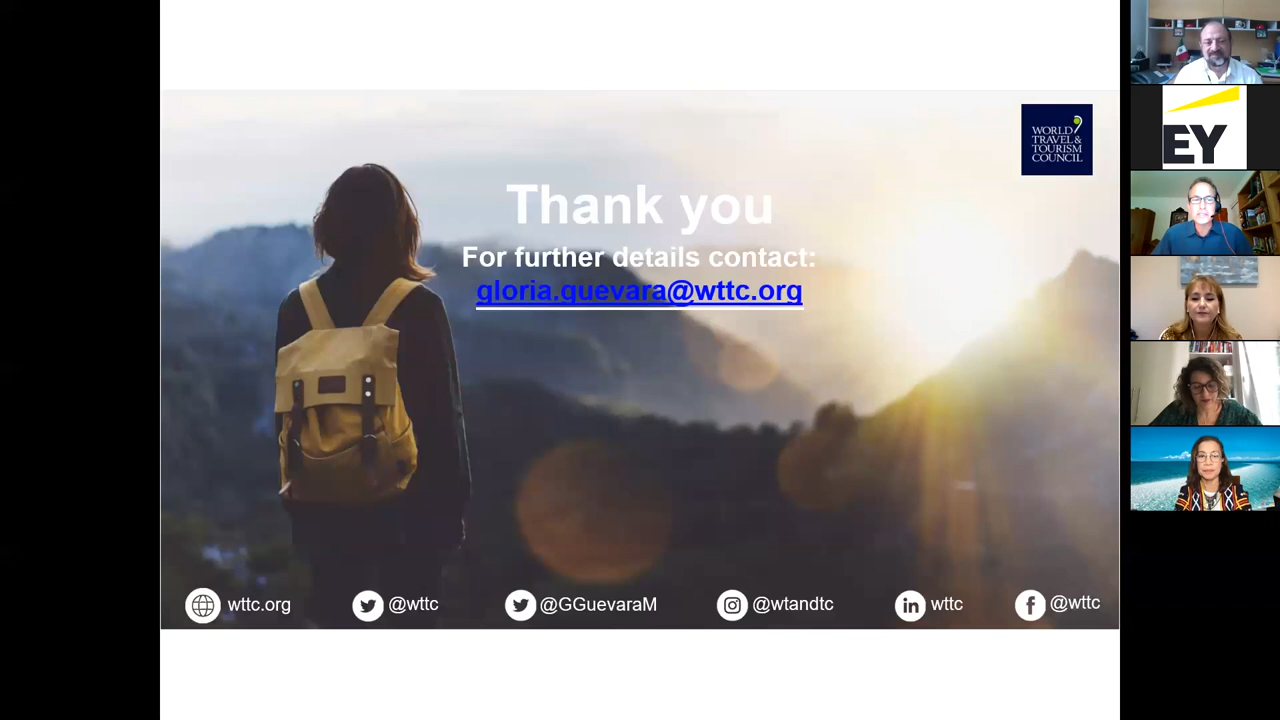 WORLD
TRAVEL &
TOURISM
COUNCIL
Thank you
For further details contact:
gloria.guevara@wttc.org
wttc.org
@wttc
@GGuevaraM
@wtandtc
in
wttc
f
@wttc
EY